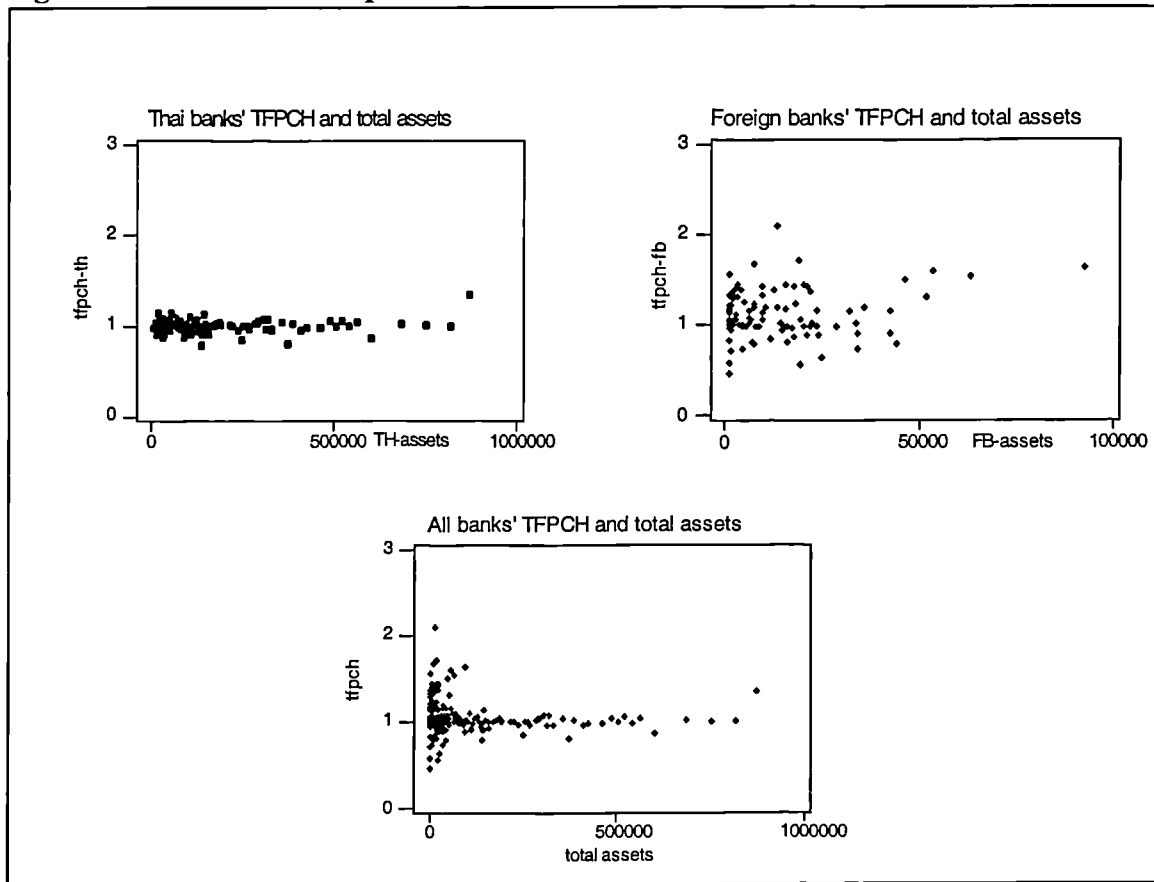 Thai banks' TFPCH and total assets
3
2
1
0
tfpch-th
0 500000 TH-assets 1000000
Foreign banks' TFPCH and total assets
3
2
1
0
tfpch-fb
0 50000 FB-assets 100000
All banks' TFPCH and total assets
3
2
1
0
tfpch
0 500000 1000000
total assets